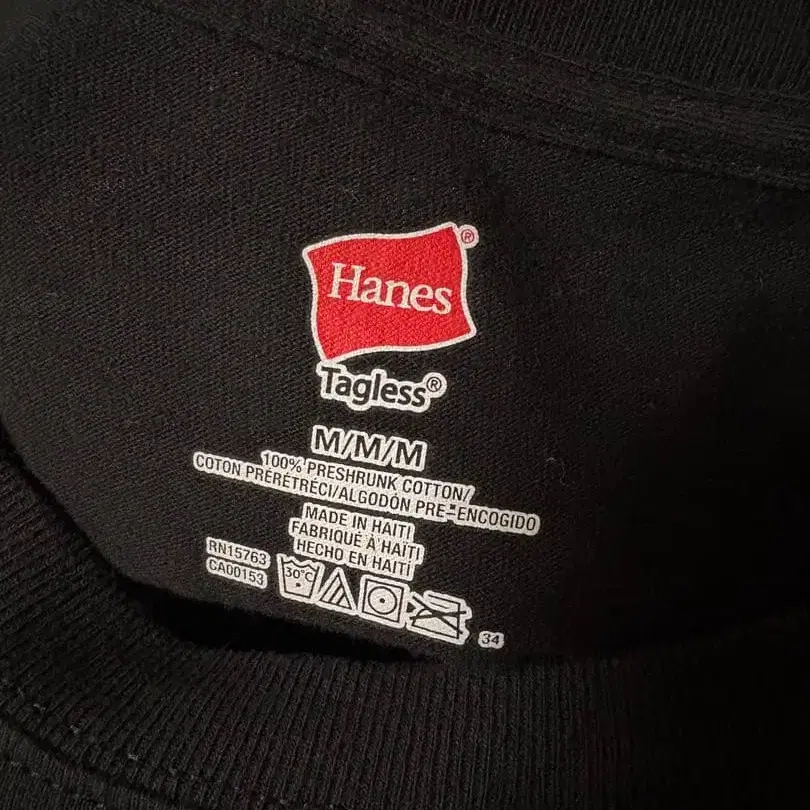 Hanes®
Tagless®
M/M/M
100% PRESHRUNK COTTON/
COTON PRÉRÉTRÉCI/ALGODÓN PRE-ENCOGIDO
MADE IN HAITI
FABRIQUÉ À HAÏTI
HECHO EN HAITÍ
RN15763
CA00153
30°C
34